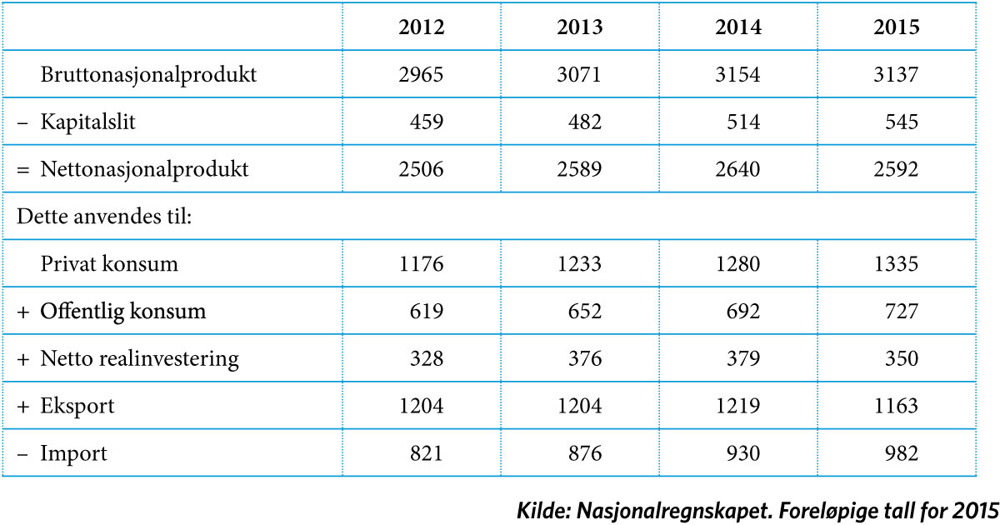 2012 2013 2014 2015
Bruttonasjonalprodukt 2965 3071 3154 3137
– Kapitalslit 459 482 514 545
= Nettonasjonalprodukt 2506 2589 2640 2592
Dette anvendes til:
Privat konsum 1176 1233 1280 1335
+ Offentlig konsum 619 652 692 727
+ Netto realinvestering 328 376 379 350
+ Eksport 1204 1204 1219 1163
– Import 821 876 930 982
Kilde: Nasjonalregnskapet. Foreløpige tall for 2015